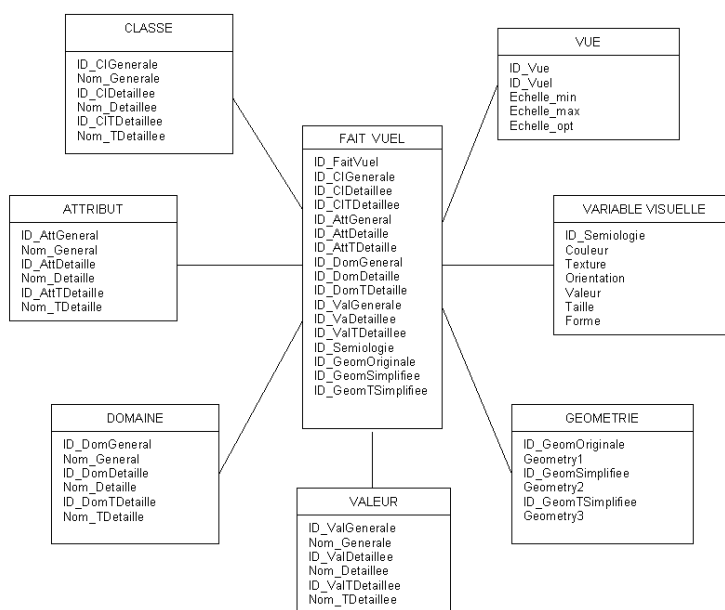 CLASSE
ID_ClGenerale
Nom_Generale
ID_ClDetaillee
Nom_Detaillee
ID_ClTDetaillee
Nom_TDetaillee
VUE
ID_Vue
ID_Vuel
Echelle_min
Echelle_max
Echelle_opt
FAIT VUEL
ID_FaitVuel
ID_ClGenerale
ID_ClDetaillee
ID_ClTDetaillee
ID_AttGeneral
ID_AttDetaille
ID_AttTDetaille
ID_DomGeneral
ID_DomDetaille
ID_DomTDetaille
ID_ValGenerale
ID_VaDetaillee
ID_ValTDetaillee
ID_Semiologie
ID_GeomOriginale
ID_GeomSimplifiee
ID_GeomTSimplifiee
ATTRIBUT
ID_AttGeneral
Nom_General
ID_AttDetaille
Nom_Detaille
ID_AttTDetaille
Nom_TDetaille
VARIABLE VISUELLE
ID_Semiologie
Couleur
Texture
Orientation
Valeur
Taille
Forme
DOMAINE
ID_DomGeneral
Nom_General
ID_DomDetaille
Nom_Detaille
ID_DomTDetaille
Nom_TDetaille
GEOMETRIE
ID_GeomOriginale
Geometry1
ID_GeomSimplifiee
Geometry2
ID_GeomTSimplifiee
Geometry3
VALEUR
ID_ValGenerale
Nom_Generale
ID_ValDetaillee
Nom_Detaillee
ID_ValTDetaillee
Nom_TDetaillee